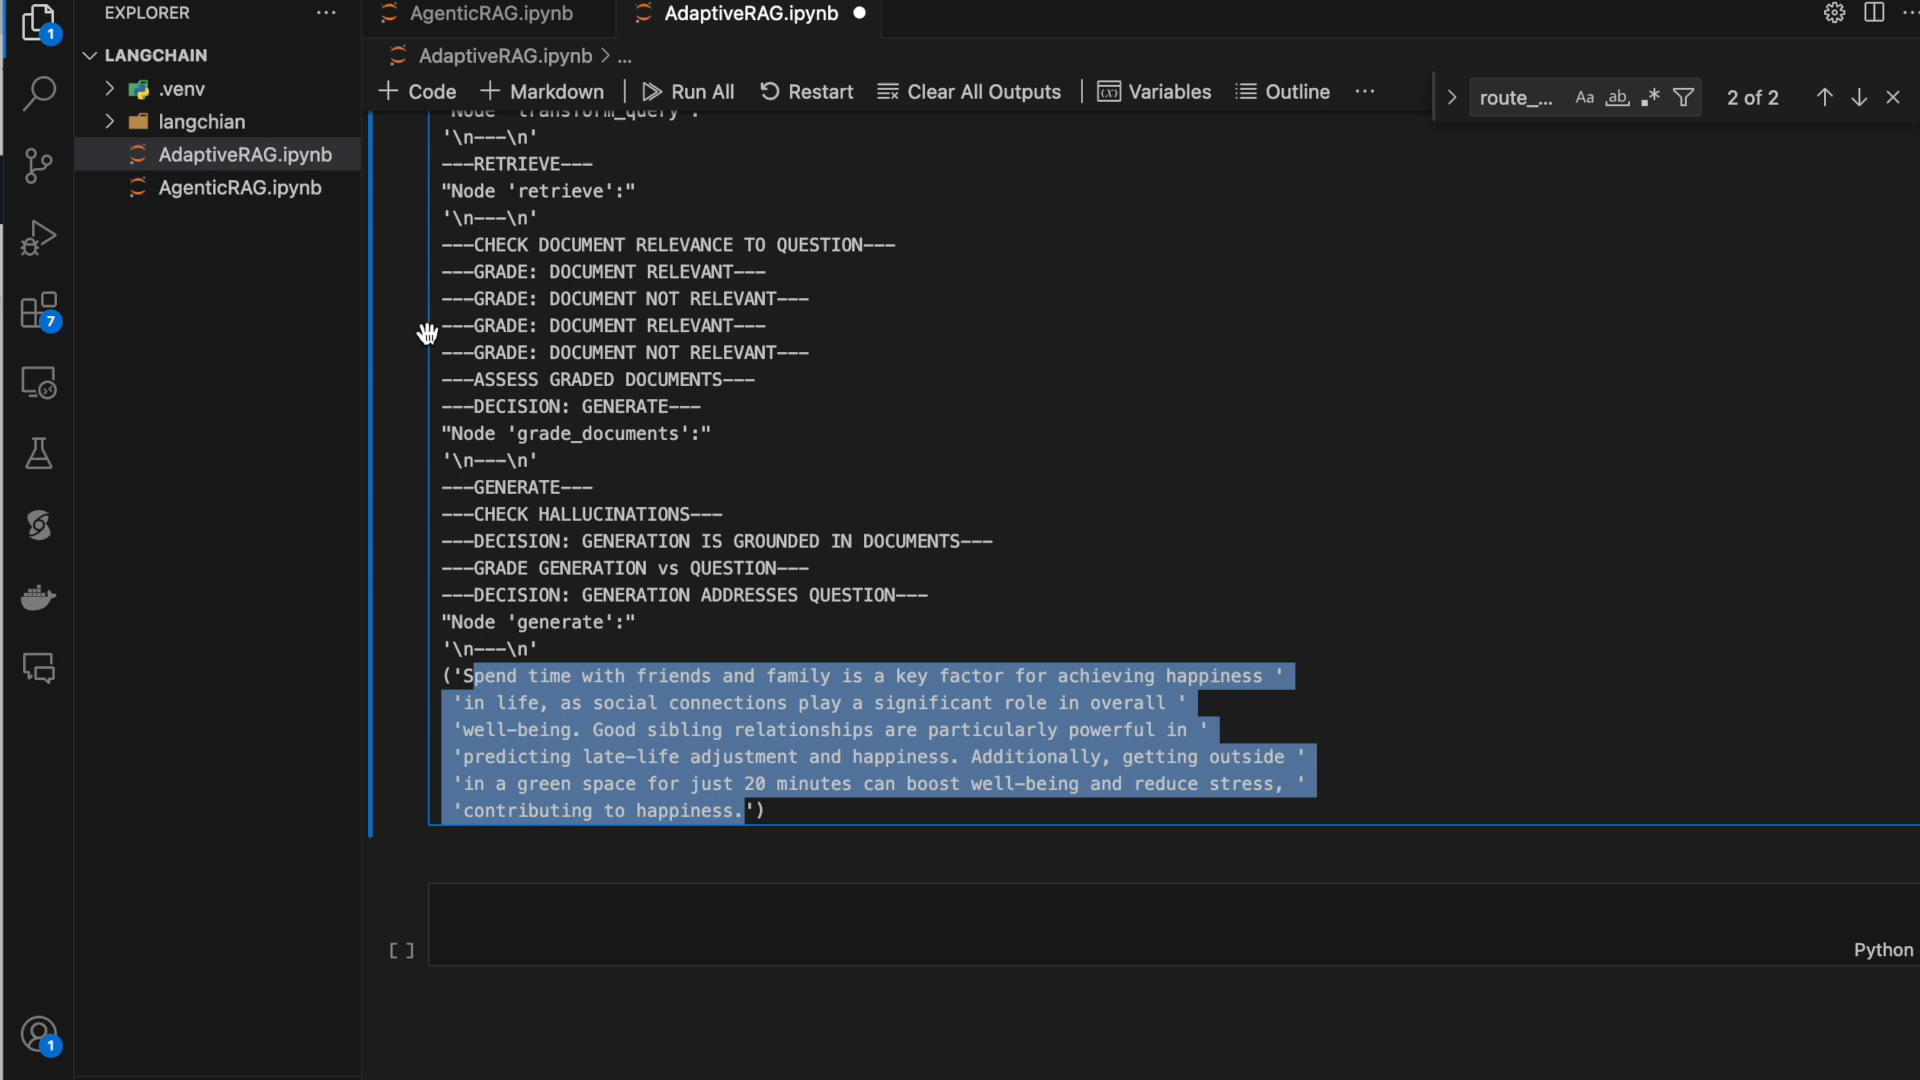 EXPLORER
AgenticRAG.ipynb
AdaptiveRAG.ipynb
1
LANGCHAIN
AdaptiveRAG.ipynb > ...
.venv
langchian
AdaptiveRAG.ipynb
AgenticRAG.ipynb
Code
Markdown
Run All
Restart
Clear All Outputs
Variables
Outline
...
route_...
Aa
ab
.*
2 of 2
"Node 'transform_query':"
'\n---\n'
---RETRIEVE---
"Node 'retrieve':"
'\n---\n'
---CHECK DOCUMENT RELEVANCE TO QUESTION---
---GRADE: DOCUMENT RELEVANT---
---GRADE: DOCUMENT NOT RELEVANT---
---GRADE: DOCUMENT RELEVANT---
---GRADE: DOCUMENT NOT RELEVANT---
---ASSESS GRADED DOCUMENTS---
---DECISION: GENERATE---
"Node 'grade_documents':"
'\n---\n'
---GENERATE---
---CHECK HALLUCINATIONS---
---DECISION: GENERATION IS GROUNDED IN DOCUMENTS---
---GRADE GENERATION vs QUESTION---
---DECISION: GENERATION ADDRESSES QUESTION---
"Node 'generate':"
'\n---\n'
('Spend time with friends and family is a key factor for achieving happiness '
'in life, as social connections play a significant role in overall '
'well-being. Good sibling relationships are particularly powerful in '
'predicting late-life adjustment and happiness. Additionally, getting outside '
'in a green space for just 20 minutes can boost well-being and reduce stress, '
'contributing to happiness.')
7
[ ]
Python
1